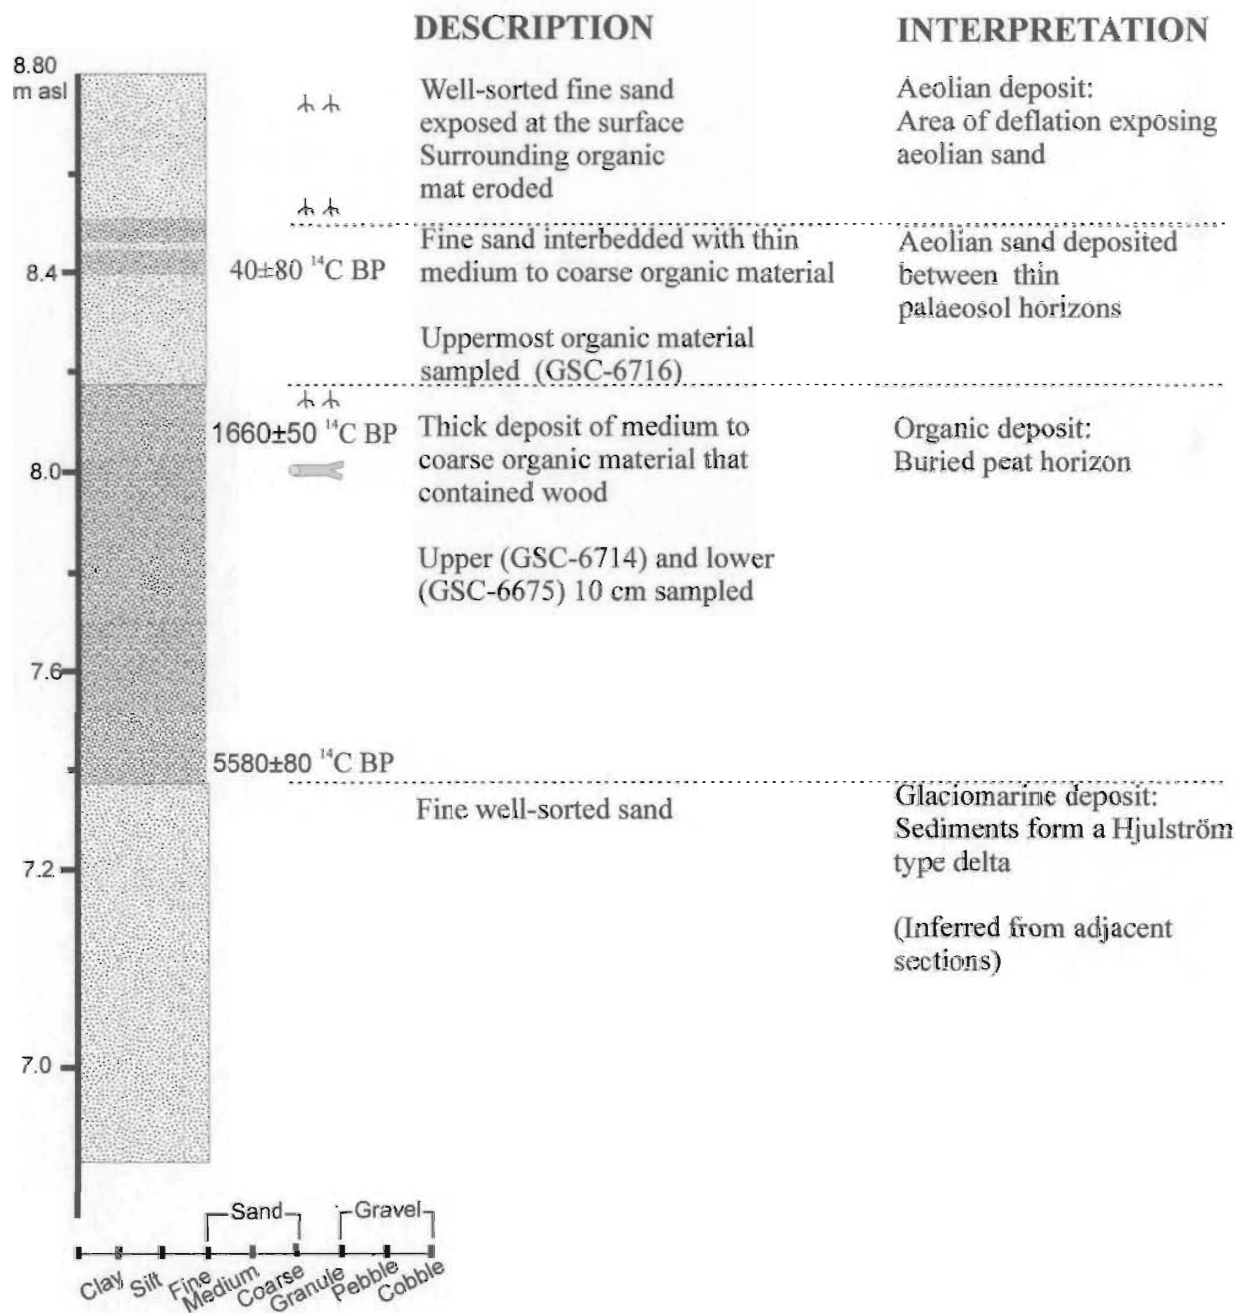 DESCRIPTION
INTERPRETATION
8.80
m asl
Well-sorted fine sand
exposed at the surface
Surrounding organic
mat eroded
Aeolian deposit:
Area of deflation exposing
aeolian sand
8.4
40±80 ¹⁴C BP
Fine sand interbedded with thin
medium to coarse organic material
Uppermost organic material
sampled (GSC-6716)
Aeolian sand deposited
between thin
palaeosol horizons
1660±50 ¹⁴C BP
8.0
Thick deposit of medium to
coarse organic material that
contained wood
Upper (GSC-6714) and lower
(GSC-6675) 10 cm sampled
Organic deposit:
Buried peat horizon
7.6
5580±80 ¹⁴C BP
Fine well-sorted sand
Glaciomarine deposit:
Sediments form a Hjulström
type delta
(Inferred from adjacent
sections)
7.2
7.0
Sand
Gravel
Clay
Silt
Fine
Medium
Coarse
Granule
Pebble
Cobble